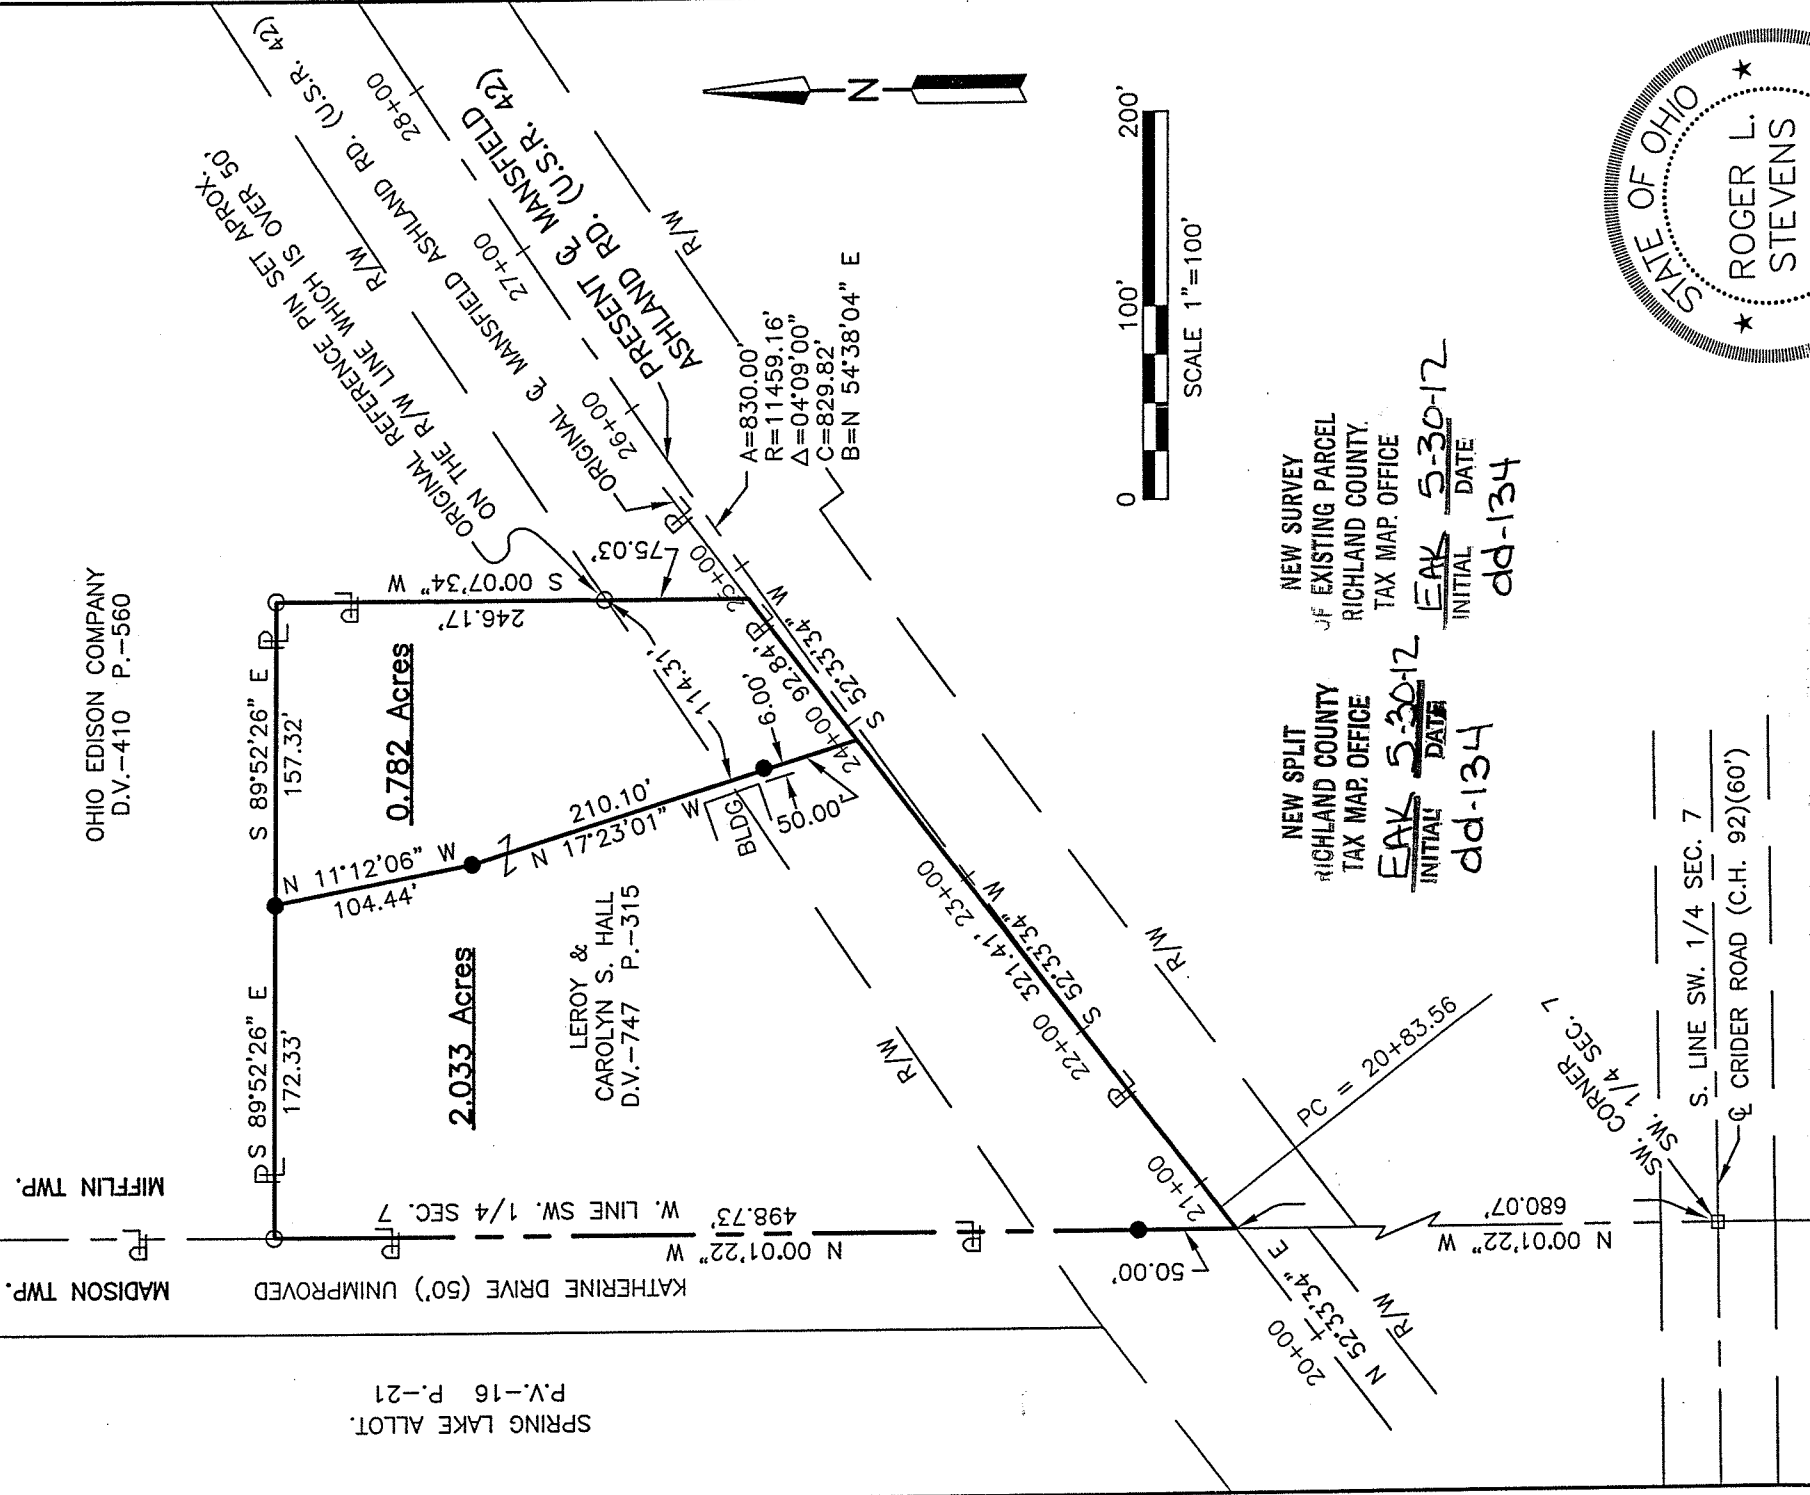 OHIO EDISON COMPANY
D.V.-410 P.-560
MIFFLIN TWP.
MADISON TWP.
S 89°52'26" E
172.33'
S 89°52'26" E
157.32'
0.782 Acres
2.033 Acres
N 11°12'06" W
104.44'
210.10'
N 17°23'01" W
246.17'
S 00°07'34" W
75.03'
LEROY &
CAROLYN S. HALL
D.V.-747 P.-315
BLDG
114.31'
6.00'
50.00'
92.84'
S 52°33'34" W
321.41'
S 52°33'34" W
W. LINE SW. 1/4 SEC. 7
498.73'
N 00°01'22" W
KATHERINE DRIVE (50') UNIMPROVED
SPRING LAKE ALLOT.
P.V.-16 P.-21
50.00'
N 52°33'34" E
20+00
21+00
22+00
23+00
24+00
25+00
26+00
27+00
28+00
R/W
R/W
R/W
R/W
R/W
ORIGINAL REFERENCE PIN SET APROX.
ON THE R/W LINE WHICH IS OVER 50'
ORIGINAL ℄ MANSFIELD ASHLAND RD. (U.S.R. 42)
ASHLAND RD. (U.S.R. 42)
PRESENT ℄ MANSFIELD
ASHLAND RD. (U.S.R. 42)
A=830.00'
R=11459.16'
Δ=04°09'00"
C=829.82'
B=N 54°38'04" E
N
0 100' 200'
SCALE 1"=100'
STATE OF OHIO
ROGER L.
STEVENS
NEW SPLIT
RICHLAND COUNTY
TAX MAP. OFFICE
EAK 5-30-12
INITIAL DATE
dd-134
NEW SURVEY
OF EXISTING PARCEL
RICHLAND COUNTY.
TAX MAP. OFFICE
EAK 5-30-12
INITIAL DATE
dd-134
PC = 20+83.56
SW. CORNER
SW. 1/4 SEC. 7
680.07'
N 00°01'22" W
S. LINE SW. 1/4 SEC. 7
℄ CRIDER ROAD (C.H. 92)(60')